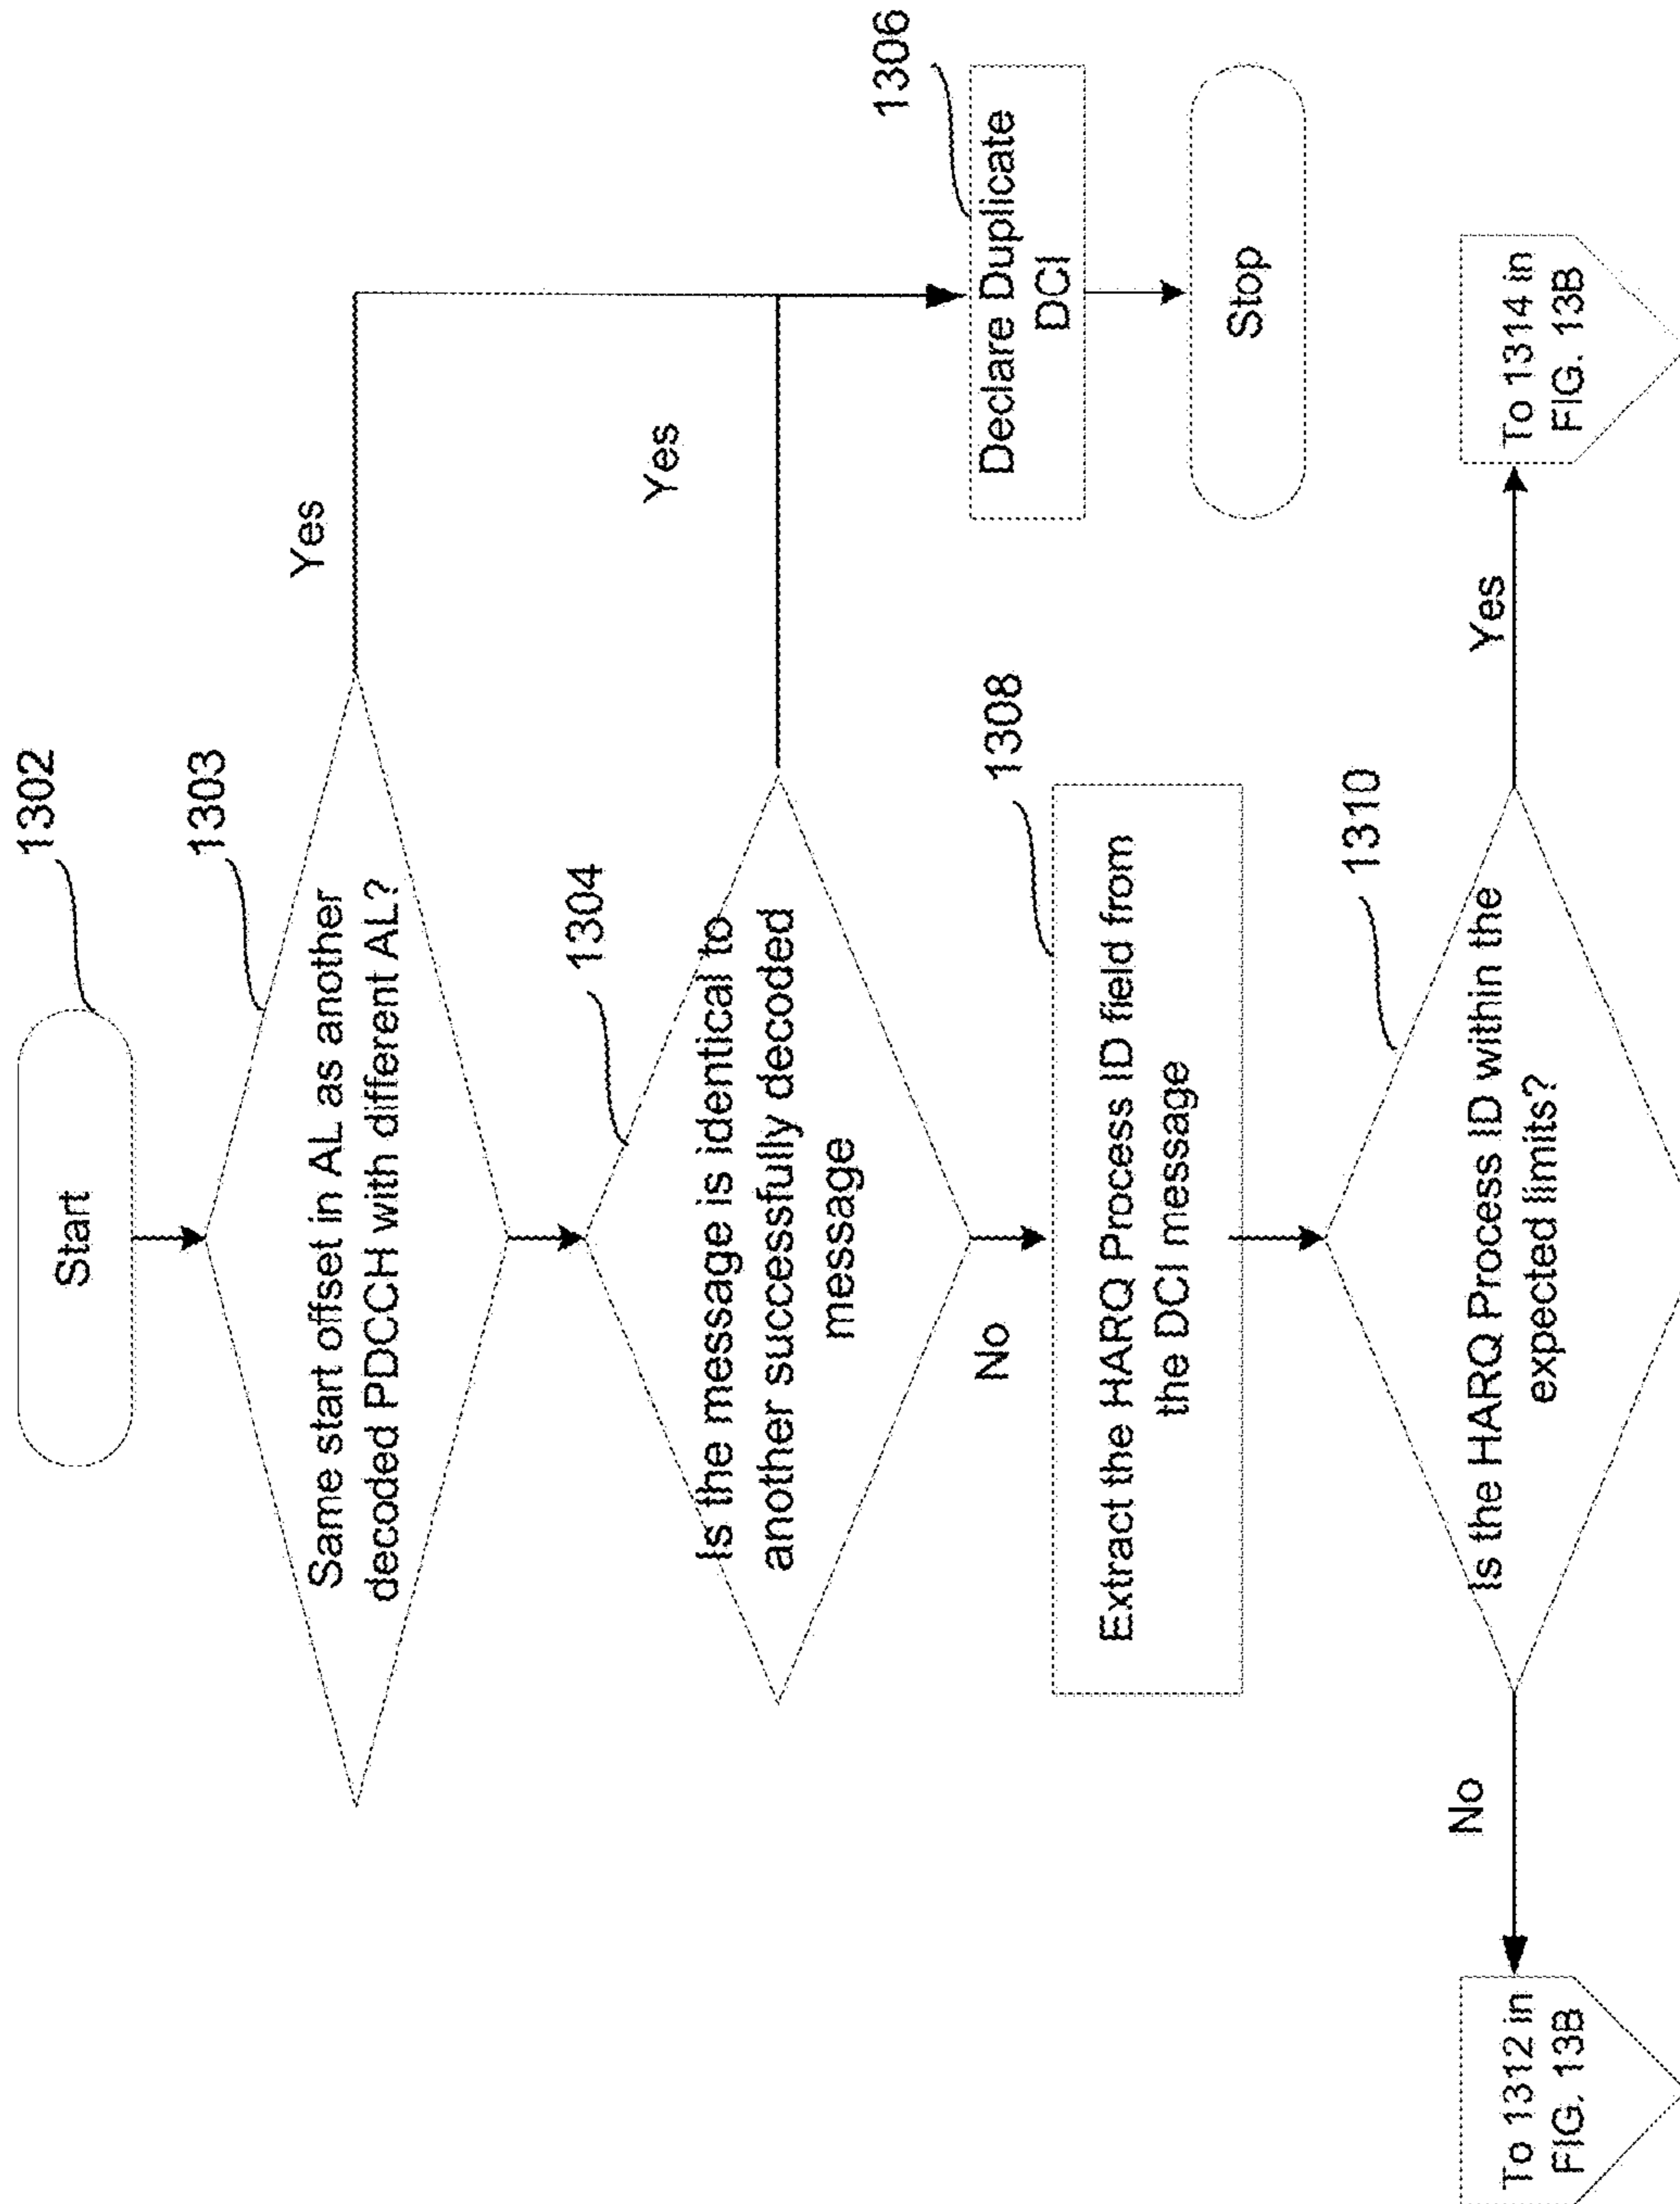 Start
1302
Same start offset in AL as another
decoded PDCCH with different AL?
1303
Yes
Is the message is identical to
another successfully decoded
message
1304
Yes
No
Declare Duplicate
DCI
1306
Stop
Extract the HARQ Process ID field from
the DCI message
1308
Is the HARQ Process ID within the
expected limits?
1310
No
Yes
To 1312 in
FIG. 13B
To 1314 in
FIG. 13B